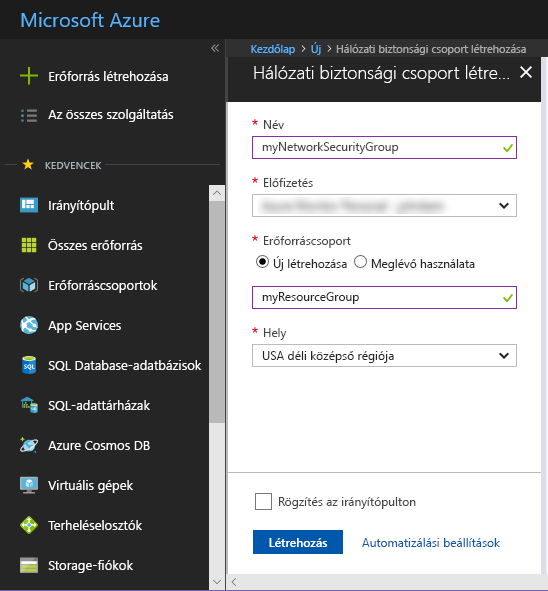 Microsoft Azure
Erőforrás létrehozása
Az összes szolgáltatás
KEDVENCEK
Irányítópult
Összes erőforrás
Erőforráscsoportok
App Services
SQL Database-adatbázisok
SQL-adattárházak
Azure Cosmos DB
Virtuális gépek
Terheléselosztók
Storage-fiókok
Kezdőlap > Új > Hálózati biztonsági csoport létrehozása
Hálózati biztonsági csoport létre...
* Név
myNetworkSecurityGroup
* Előfizetés
* Erőforráscsoport
Új létrehozása Meglévő használata
myResourceGroup
* Hely
USA déli középső régiója
Rögzítés az irányítópulton
Létrehozás Automatizálási beállítások